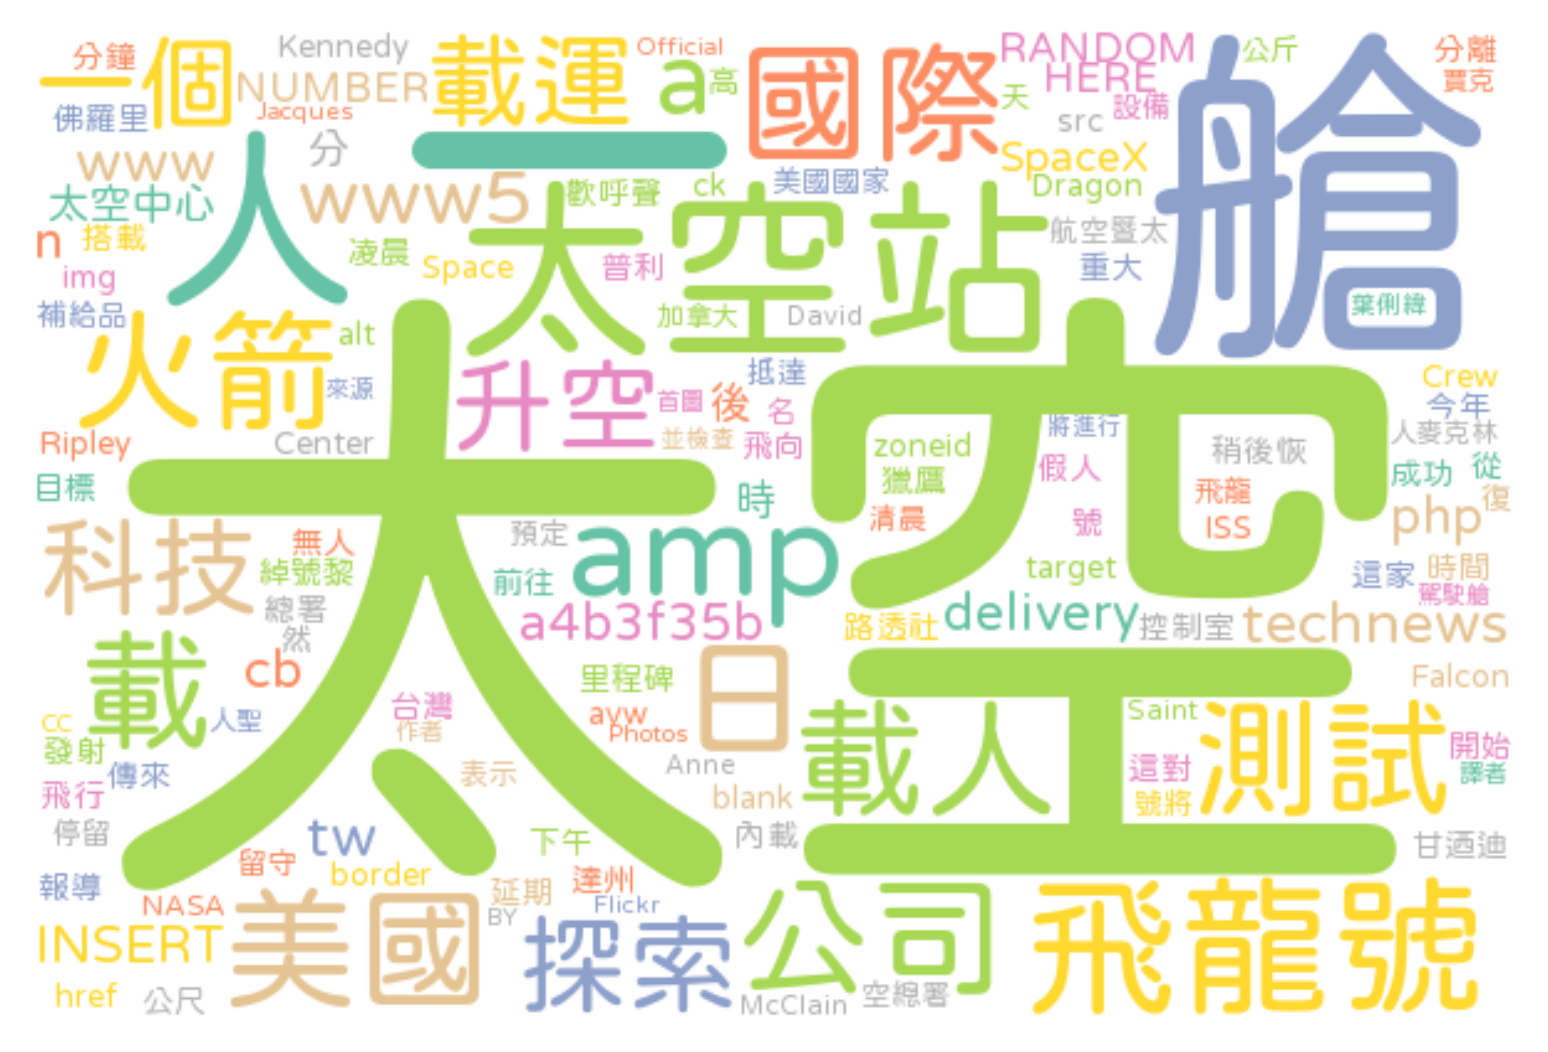 分鐘
一個
Kennedy
載運
Official
國際
RANDOM
公斤
分離
NUMBER
a
高
HERE
賈克
佛羅里
Jacques
天
設備
艙
www
分
一
src
SpaceX
人
太空中心
www5
歡呼聲
ck
美國國家
Dragon
n
搭載
凌晨
太空站
航空暨太
img
Space
普利
重大
補給品
加拿大
David
葉俐緯
火箭
alt
太空
來源
升空
首圖
後
抵達
名
Crew
今年
Ripley
Center
並檢查
飛向
zoneid
將進行
稍後恢
人麥克林
目標
時
獵鷹
假人
飛龍
成功
從
科技
無人
預定
amp
清晨
號
ISS
php
復
綽號黎
前往
target
這家
時間
總署
a4b3f35b
路透社
delivery
控制室
technews
駕駛艙
然
載
cb
里程碑
日
Falcon
CC
人聖
台灣
作者
avw
Photos
載人
Saint
測試
開始
發射
傳來
表示
Anne
這對
譯者
飛行
blank
號將
停留
tw
下午
內載
甘迺迪
報導
留守
border
延期
達州
NASA
美國
BY
Flickr
公司
飛龍號
INSERT
探索
href
公尺
McClain
空總署